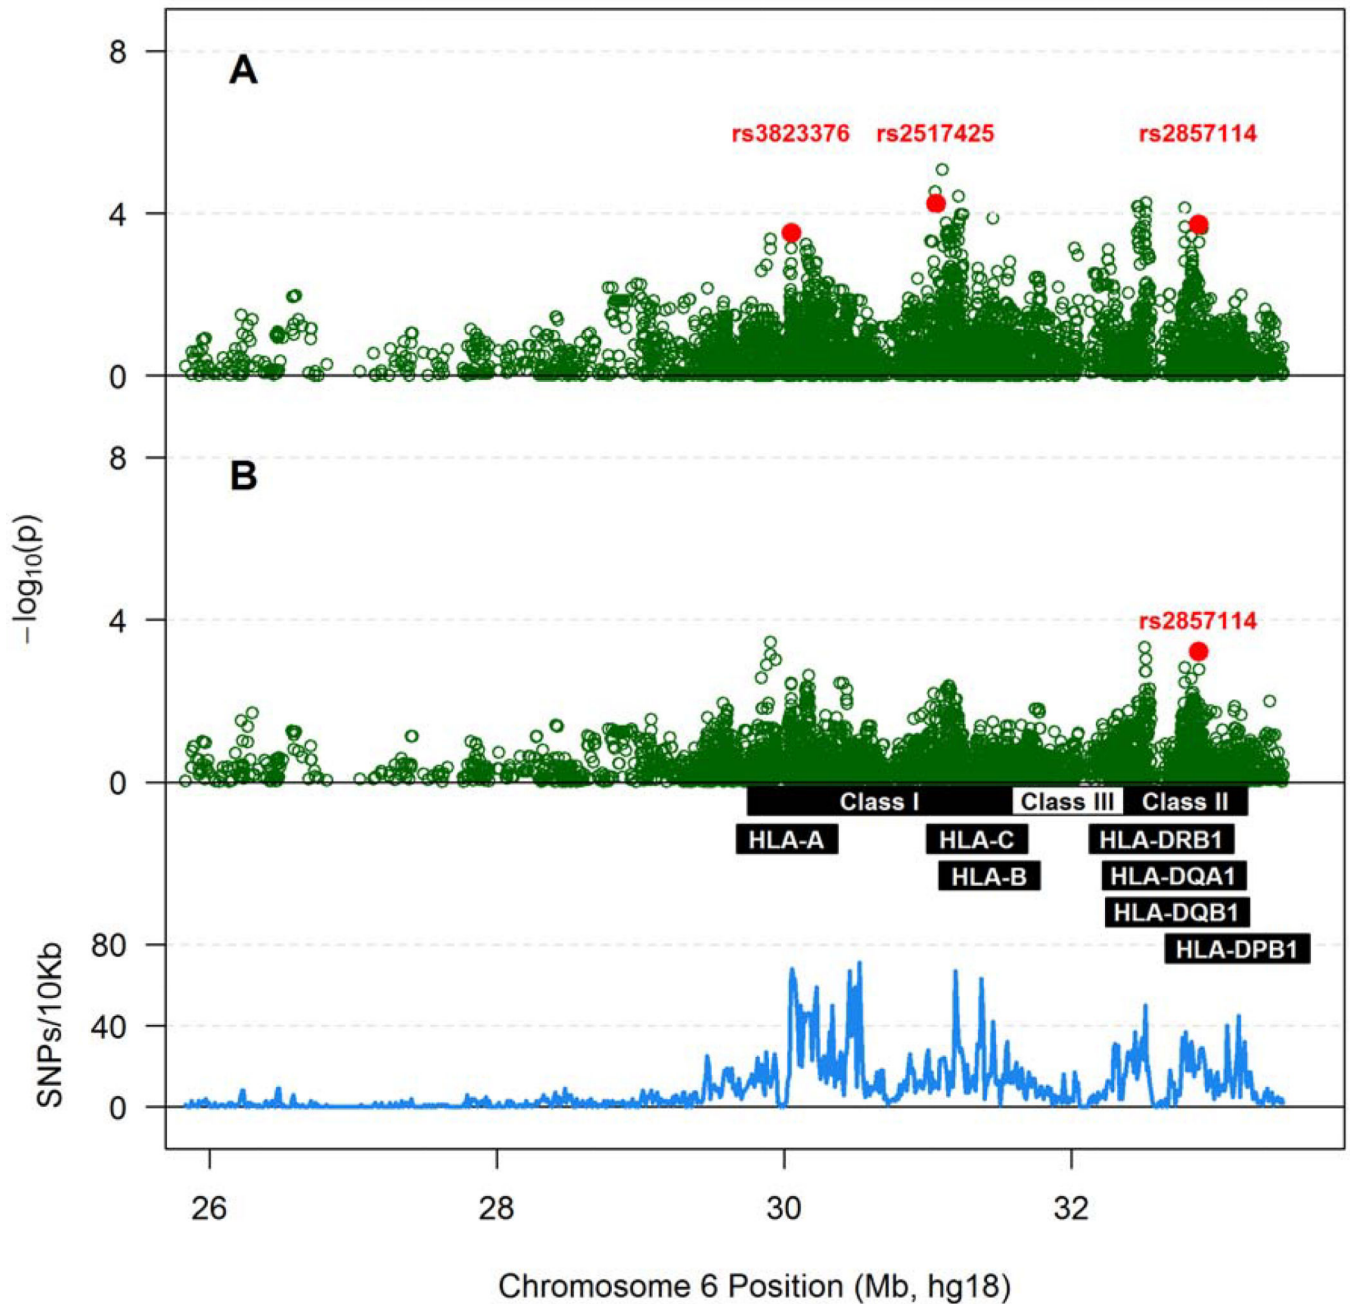 8
A
rs3823376 rs2517425 rs2857114
4
0
8
B
−log10(p)
4
rs2857114
0
Class I Class III Class II
HLA-A HLA-C HLA-DRB1
HLA-B HLA-DQA1
HLA-DQB1
80 HLA-DPB1
SNPs/10Kb
40
0
26 28 30 32
Chromosome 6 Position (Mb, hg18)